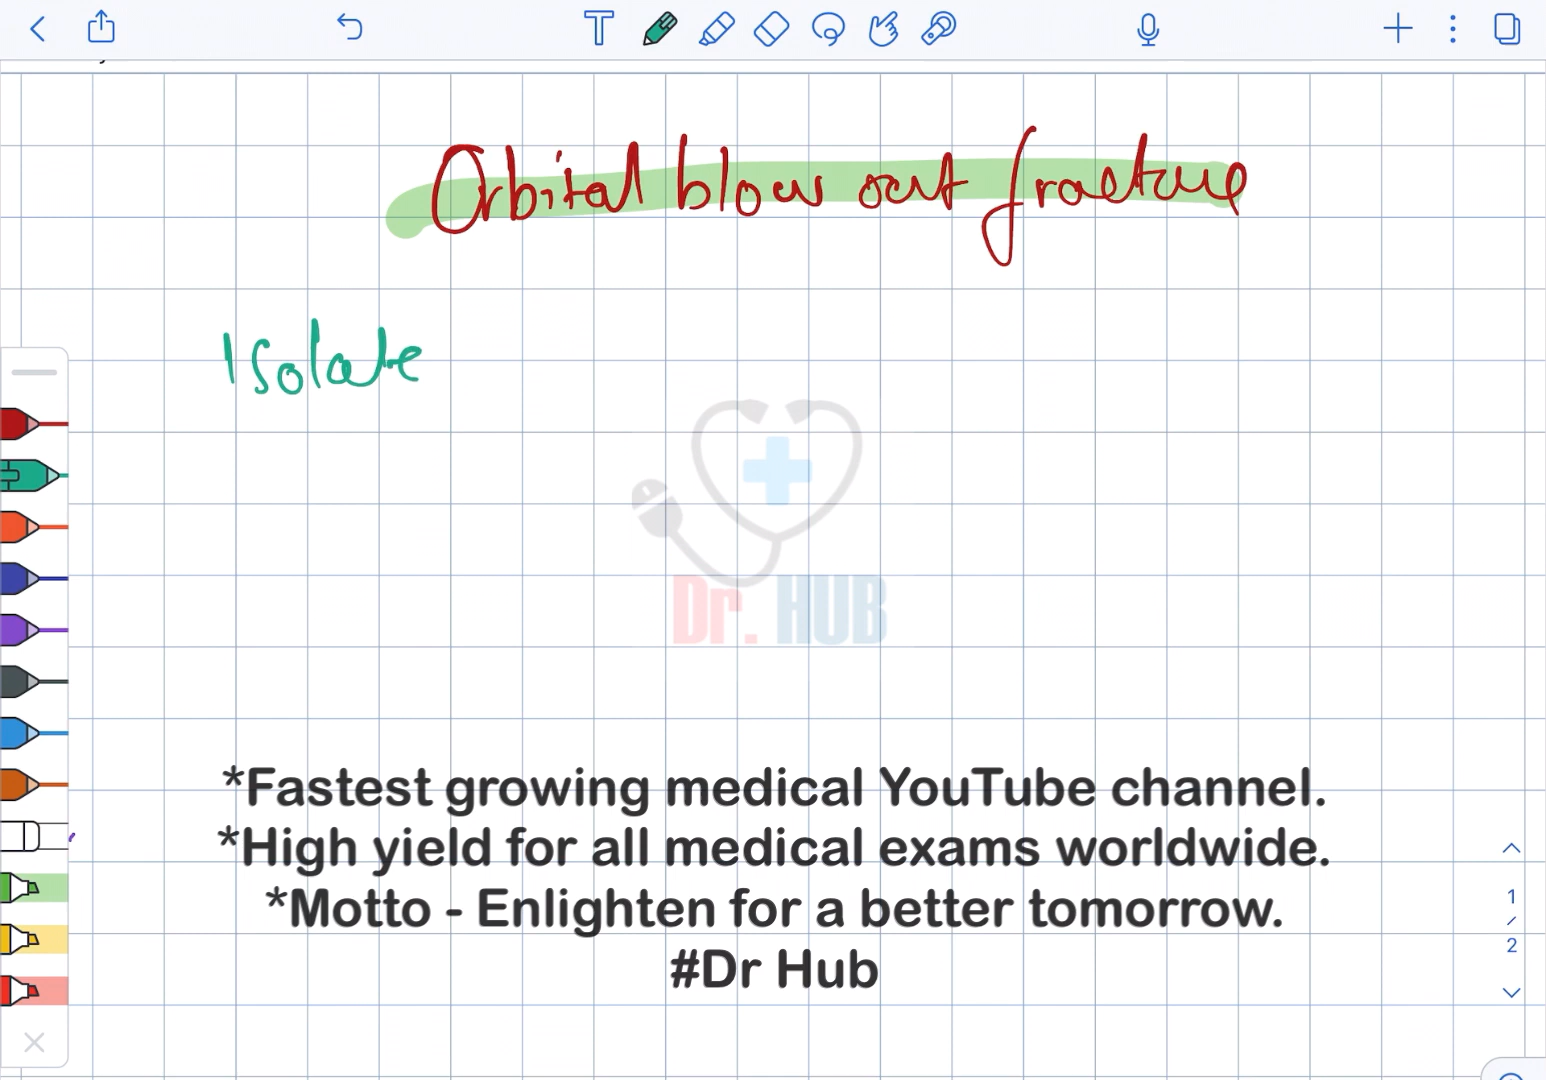 Orbital blow out fracture
Isolate
Dr. HUB
*Fastest growing medical YouTube channel.
*High yield for all medical exams worldwide.
*Motto - Enlighten for a better tomorrow.
#Dr Hub
1
/
2